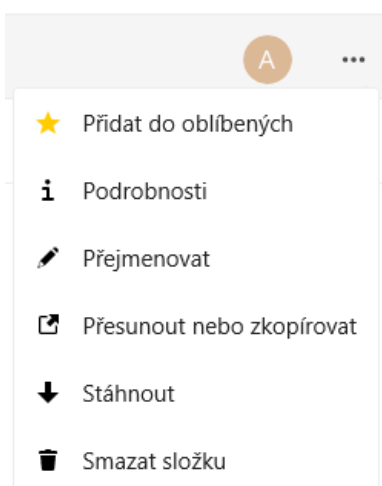 A
Přidat do oblíbených
Podrobnosti
Přejmenovat
Přesunout nebo zkopírovat
Stáhnout
Smazat složku